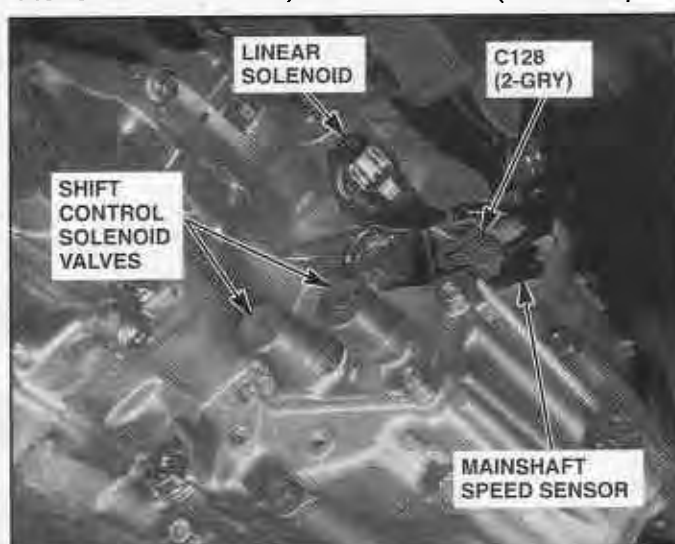 LINEAR
SOLENOID
C128
(2-GRY)
SHIFT
CONTROL
SOLENOID
VALVES
MAINSHAFT
SPEED SENSOR